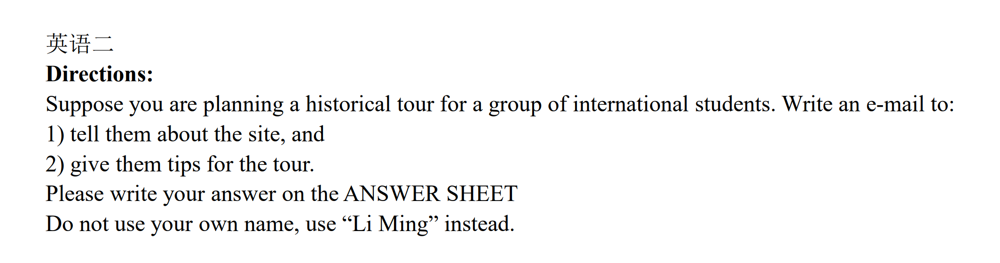 英语二
Directions:
Suppose you are planning a historical tour for a group of international students. Write an e-mail to:
1) tell them about the site, and
2) give them tips for the tour.
Please write your answer on the ANSWER SHEET
Do not use your own name, use “Li Ming” instead.